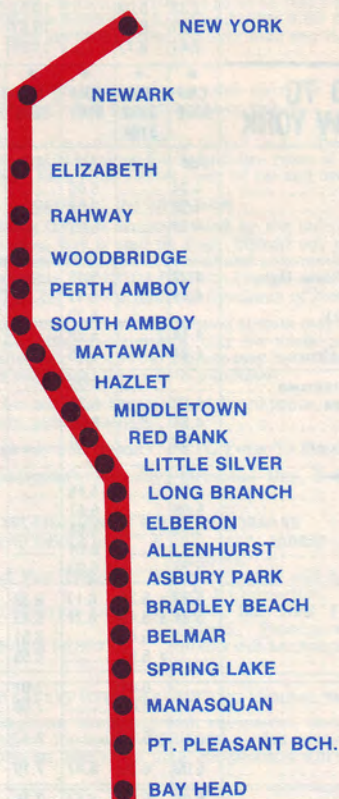 NEW YORK
NEWARK
ELIZABETH
RAHWAY
WOODBRIDGE
PERTH AMBOY
SOUTH AMBOY
MATAWAN
HAZLET
MIDDLETOWN
RED BANK
LITTLE SILVER
LONG BRANCH
ELBERON
ALLENHURST
ASBURY PARK
BRADLEY BEACH
BELMAR
SPRING LAKE
MANASQUAN
PT. PLEASANT BCH.
BAY HEAD